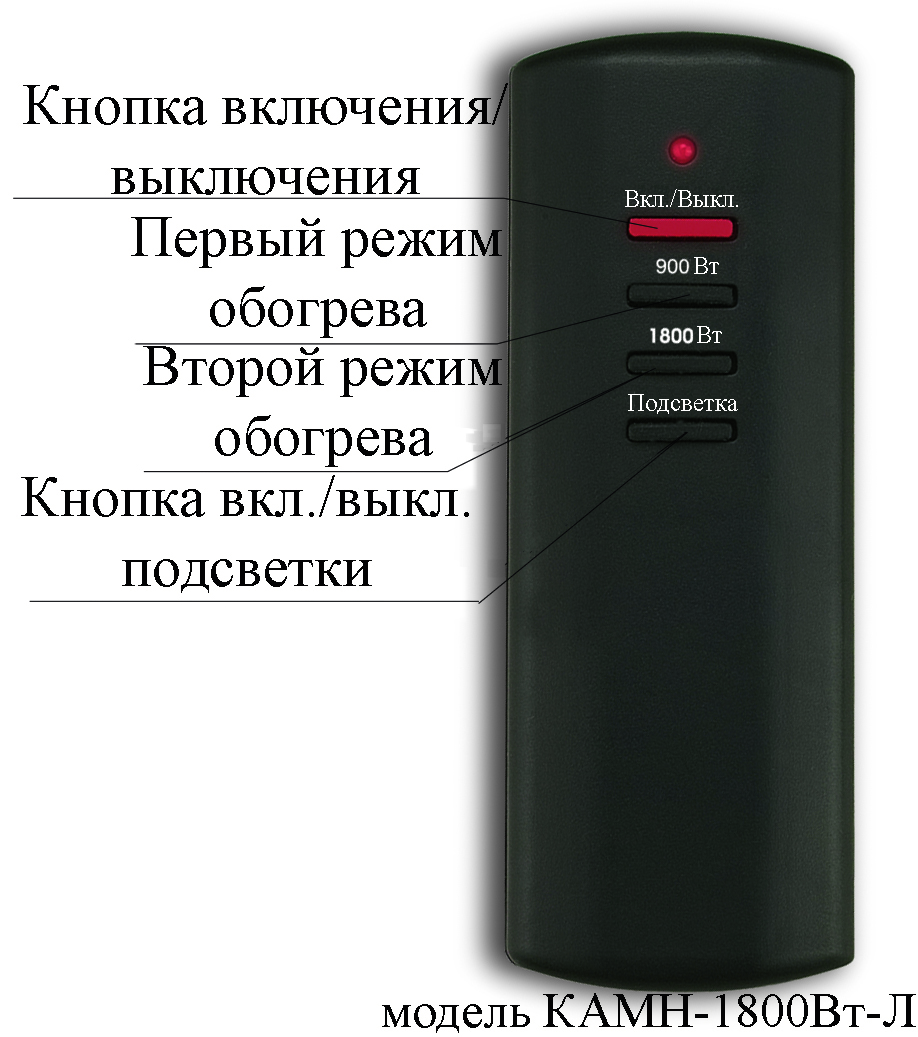 Кнопка включения/
выключения
Первый режим
обогрева
Второй режим
обогрева
Кнопка вкл./выкл.
подсветки
Вкл./Выкл.
900 Вт
1800 Вт
Подсветка
модель КАМН-1800Вт-Л